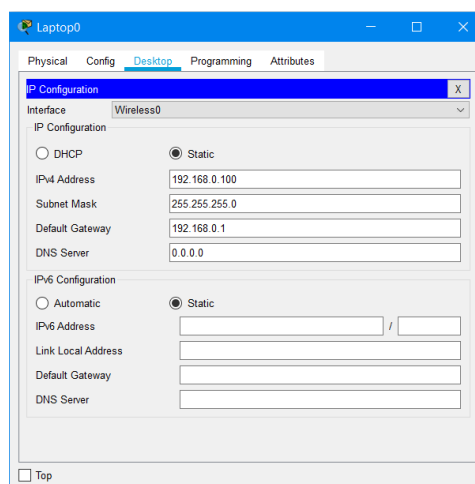 Laptop0
Physical Config Desktop Programming Attributes
IP Configuration X
Interface Wireless0
IP Configuration
DHCP Static
IPv4 Address 192.168.0.100
Subnet Mask 255.255.255.0
Default Gateway 192.168.0.1
DNS Server 0.0.0.0
IPv6 Configuration
Automatic Static
IPv6 Address /
Link Local Address
Default Gateway
DNS Server
Top